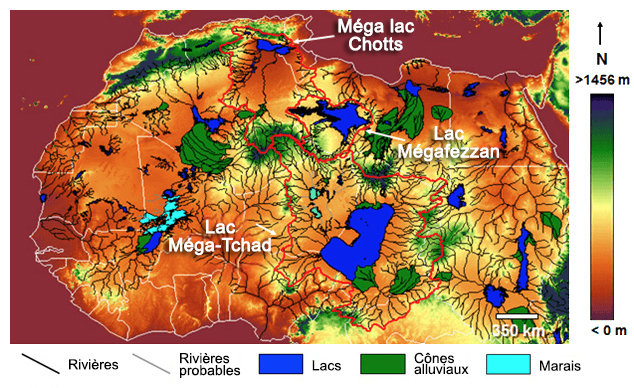 Méga lac
Chotts
N
>1456 m
Lac
Mégafezzan
Lac
Méga-Tchad
350 km
< 0 m
Rivières
Rivières
probables
Lacs
Cônes
alluviaux
Marais